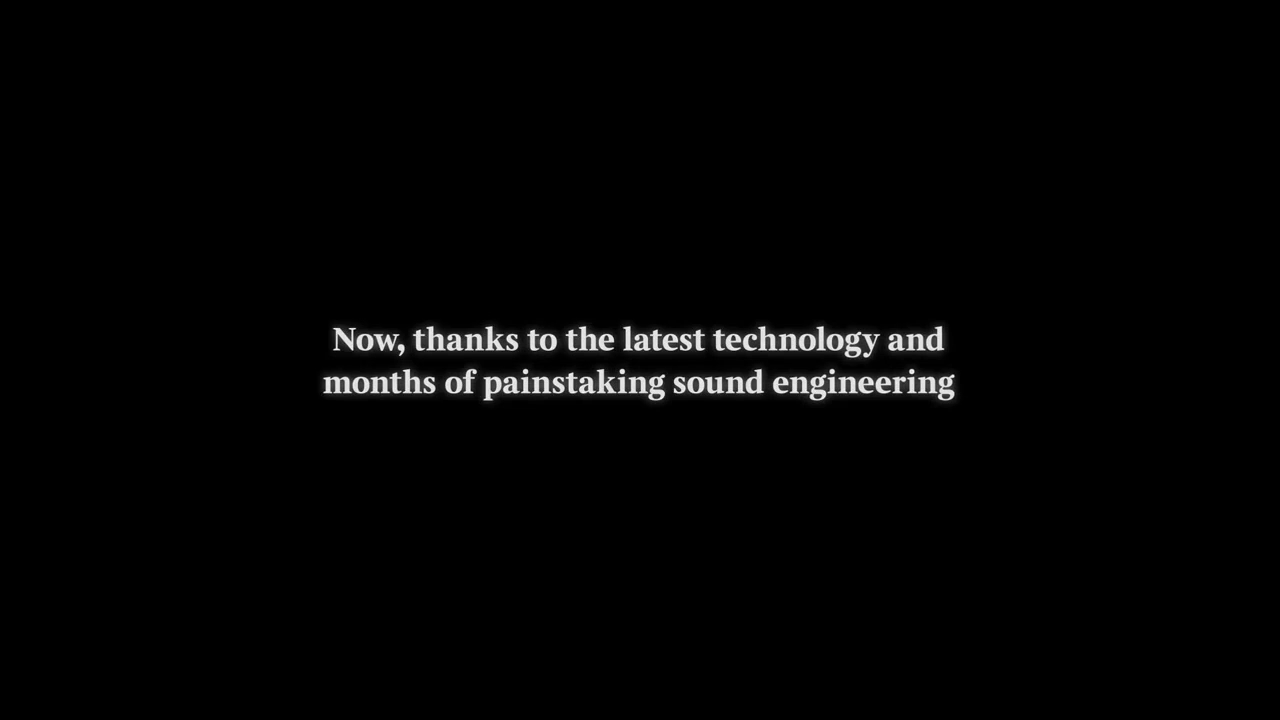 Now, thanks to the latest technology and
months of painstaking sound engineering